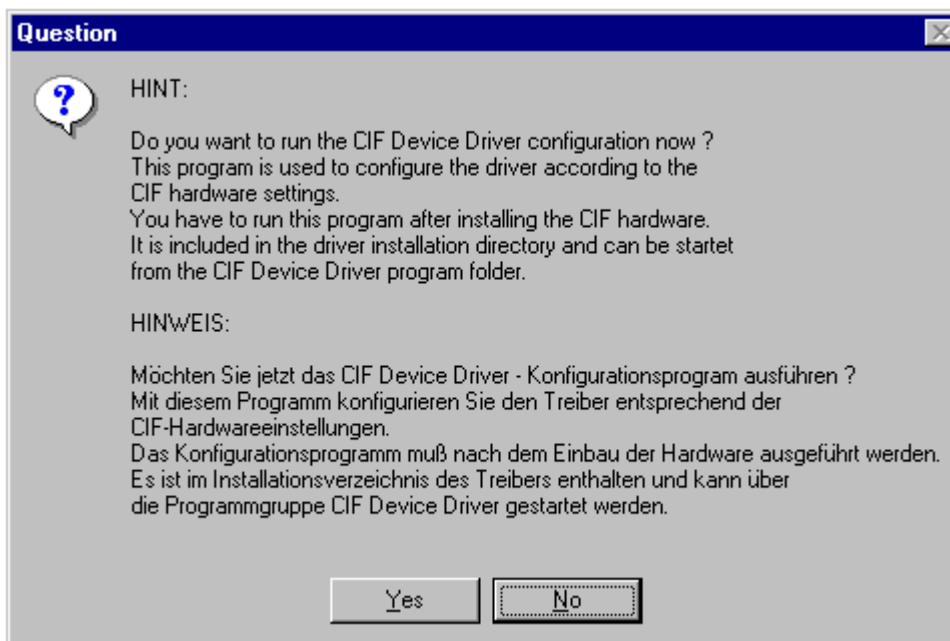 Question
?
HINT:
Do you want to run the CIF Device Driver configuration now ?
This program is used to configure the driver according to the
CIF hardware settings.
You have to run this program after installing the CIF hardware.
It is included in the driver installation directory and can be startet
from the CIF Device Driver program folder.
HINWEIS:
Möchten Sie jetzt das CIF Device Driver - Konfigurationsprogram ausführen ?
Mit diesem Programm konfigurieren Sie den Treiber entsprechend der
CIF-Hardwareeinstellungen.
Das Konfigurationsprogramm muß nach dem Einbau der Hardware ausgeführt werden.
Es ist im Installationsverzeichnis des Treibers enthalten und kann über
die Programmgruppe CIF Device Driver gestartet werden.
Yes No